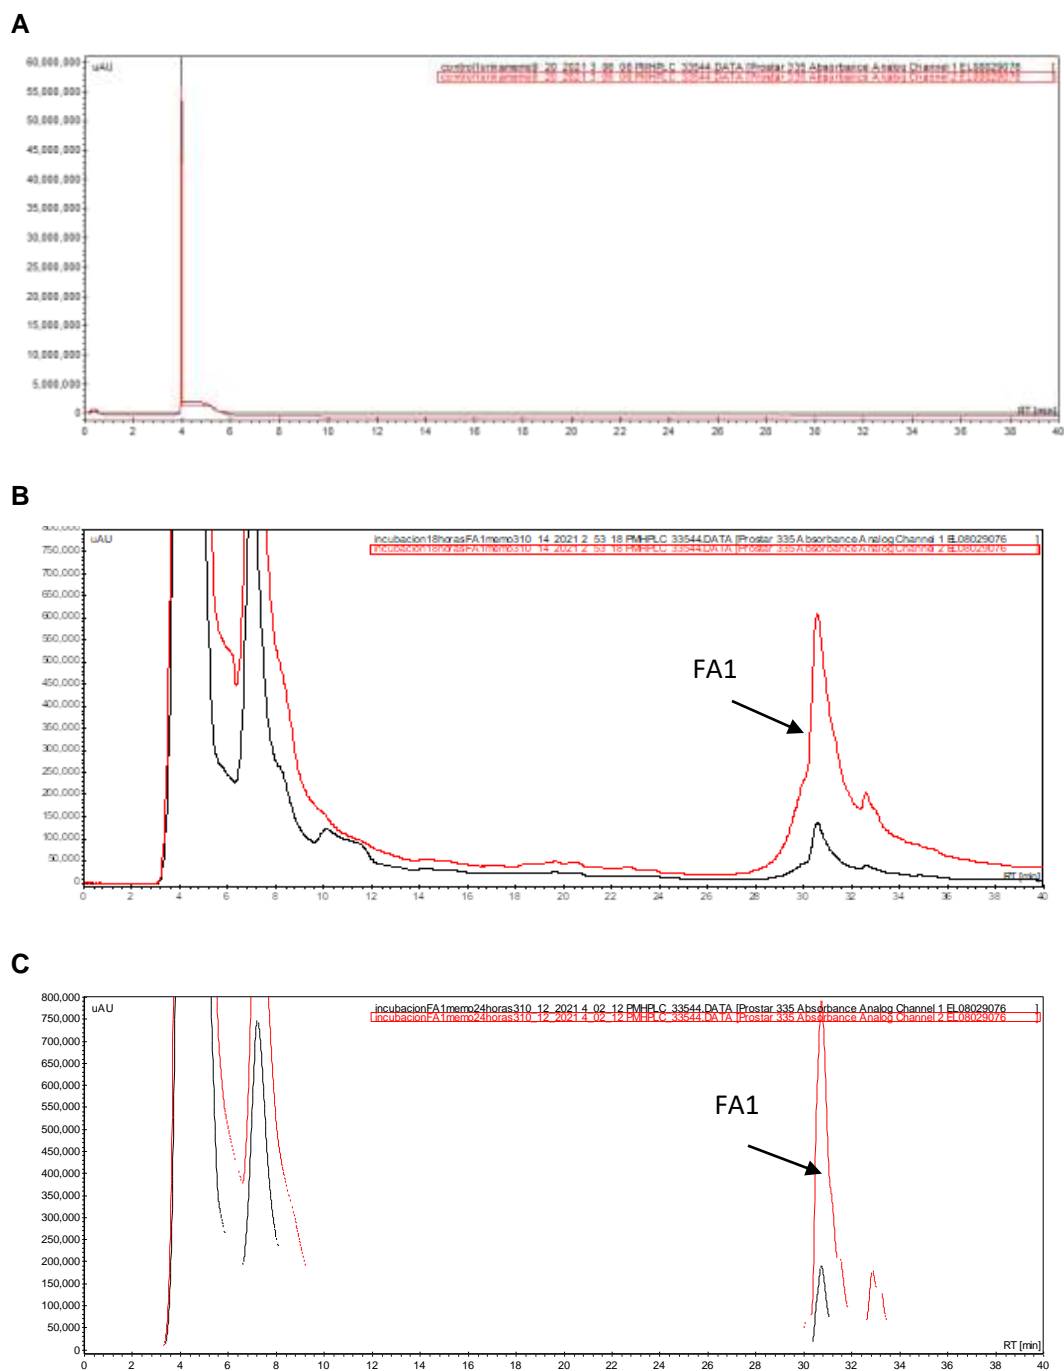 A
uAU
60,000,000
55,000,000
50,000,000
45,000,000
40,000,000
35,000,000
30,000,000
25,000,000
20,000,000
15,000,000
10,000,000
5,000,000
0
RT [min]
0 2 4 6 8 10 12 14 16 18 20 22 24 26 28 30 32 34 36 38 40
B
uAU
incubacion18horasFA1memo310_14_2021 2_53_18 PMHPLC_33544.DATA [Prostar 335 Absorbance Analog Channel 1 EL08029076 ]
incubacion18horasFA1memo310_14_2021 2_53_18 PMHPLC_33544.DATA [Prostar 335 Absorbance Analog Channel 2 EL08029076 ]
800,000
750,000
700,000
650,000
600,000
550,000
500,000
450,000
400,000
350,000
300,000
250,000
200,000
150,000
100,000
50,000
0
FA1
RT [min]
0 2 4 6 8 10 12 14 16 18 20 22 24 26 28 30 32 34 36 38 40
C
uAU
incubacionFA1memo24horas310_12_2021 4_02_12 PMHPLC_33544.DATA [Prostar 335 Absorbance Analog Channel 1 EL08029076 ]
incubacionFA1memo24horas310_12_2021 4_02_12 PMHPLC_33544.DATA [Prostar 335 Absorbance Analog Channel 2 EL08029076 ]
800,000
750,000
700,000
650,000
600,000
550,000
500,000
450,000
400,000
350,000
300,000
250,000
200,000
150,000
100,000
50,000
0
FA1
RT [min]
0 2 4 6 8 10 12 14 16 18 20 22 24 26 28 30 32 34 36 38 40